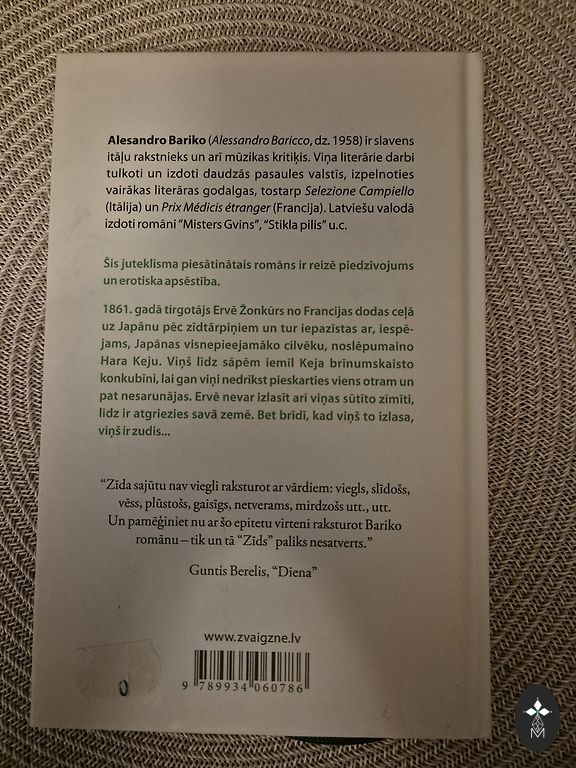 Alesandro Bariko (Alessandro Baricco, dz. 1958) ir slavens
itāļu rakstnieks un arī mūzikas kritiķis. Viņa literārie darbi
tulkoti un izdoti daudzās pasaules valstīs, izpelnoties
vairākas literāras godalgas, tostarp Selezione Campiello
(Itālija) un Prix Médicis étranger (Francija). Latviešu valodā
izdoti romāni “Misters Gvins”, “Stikla pilis” u.c.
Šis juteklisma piesātinātais romāns ir reizē piedzīvojums
un erotiska apsēstība.
1861. gadā tirgotājs Ervē Žonkūrs no Francijas dodas ceļā
uz Japānu pēc zīdtārpiņiem un tur iepazīstas ar, iespē-
jams, Japānas visnepieejamāko cilvēku, noslēpumaino
Hara Keju. Viņš līdz sāpēm iemīl Keja brīnumskaisto
konkubīni, lai gan viņi nedrīkst pieskarties viens otram un
pat nesarunājas. Ervē nevar izlasīt arī viņas sūtīto zīmīti,
līdz ir atgriezies savā zemē. Bet brīdī, kad viņš to izlasa,
viņš ir zudis...
“Zīda sajūtu nav viegli raksturot ar vārdiem: viegls, slīdošs,
vēss, plūstošs, gaisīgs, netverams, mirdzošs utt., utt.
Un pamēģiniet nu ar šo epitetu virteni raksturot Bariko
romānu – tik un tā “Zīds” paliks nesatverts.”
Guntis Berelis, “Diena”
www.zvaigzne.lv
9 789934 060786
0
M